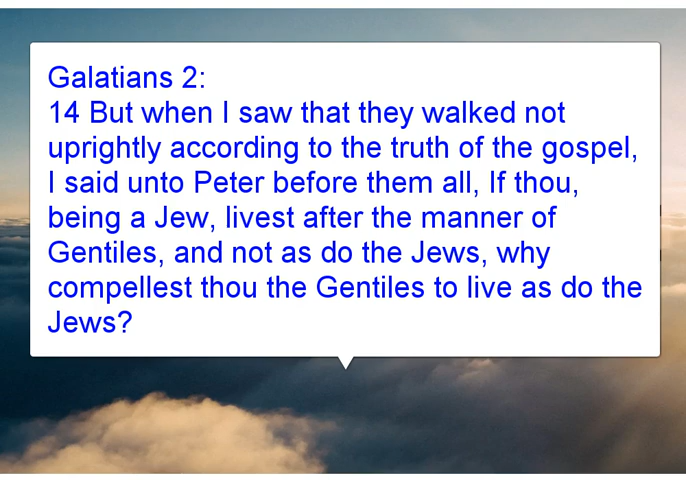 Galatians 2:
14 But when I saw that they walked not
uprightly according to the truth of the gospel,
I said unto Peter before them all, If thou,
being a Jew, livest after the manner of
Gentiles, and not as do the Jews, why
compellest thou the Gentiles to live as do the
Jews?